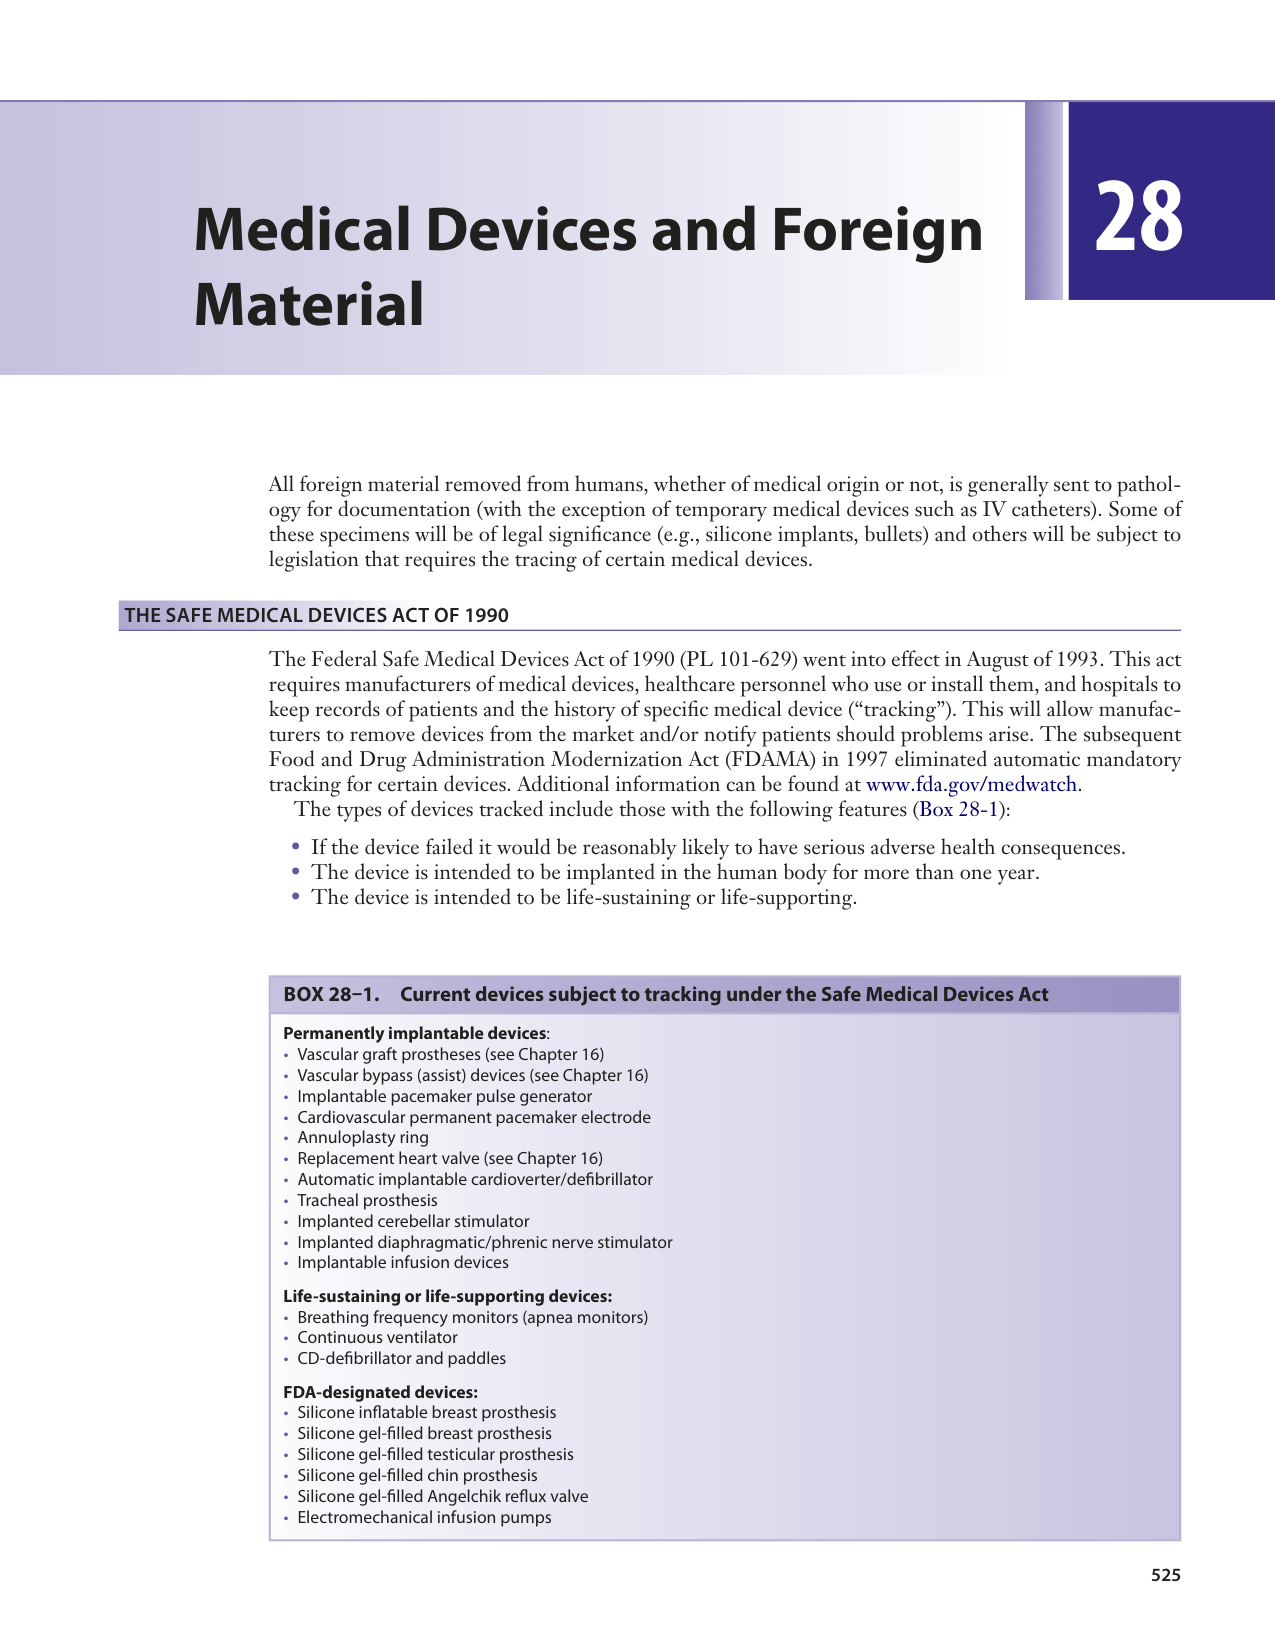 28
Medical Devices and Foreign
Material
All foreign material removed from humans, whether of medical origin or not, is generally sent to pathol-
ogy for documentation (with the exception of temporary medical devices such as IV catheters). Some of
these specimens will be of legal significance (e.g., silicone implants, bullets) and others will be subject to
legislation that requires the tracing of certain medical devices.
THE SAFE MEDICAL DEVICES ACT OF 1990
The Federal Safe Medical Devices Act of 1990 (PL 101-629) went into effect in August of 1993. This act
requires manufacturers of medical devices, healthcare personnel who use or install them, and hospitals to
keep records of patients and the history of specific medical device (“tracking”). This will allow manufac-
turers to remove devices from the market and/or notify patients should problems arise. The subsequent
Food and Drug Administration Modernization Act (FDAMA) in 1997 eliminated automatic mandatory
tracking for certain devices. Additional information can be found at www.fda.gov/medwatch.
The types of devices tracked include those with the following features (Box 28-1):
• If the device failed it would be reasonably likely to have serious adverse health consequences.
• The device is intended to be implanted in the human body for more than one year.
• The device is intended to be life-sustaining or life-supporting.
BOX 28–1. Current devices subject to tracking under the Safe Medical Devices Act
Permanently implantable devices:
• Vascular graft prostheses (see Chapter 16)
• Vascular bypass (assist) devices (see Chapter 16)
• Implantable pacemaker pulse generator
• Cardiovascular permanent pacemaker electrode
• Annuloplasty ring
• Replacement heart valve (see Chapter 16)
• Automatic implantable cardioverter/defibrillator
• Tracheal prosthesis
• Implanted cerebellar stimulator
• Implanted diaphragmatic/phrenic nerve stimulator
• Implantable infusion devices
Life-sustaining or life-supporting devices:
• Breathing frequency monitors (apnea monitors)
• Continuous ventilator
• CD-defibrillator and paddles
FDA-designated devices:
• Silicone inflatable breast prosthesis
• Silicone gel-filled breast prosthesis
• Silicone gel-filled testicular prosthesis
• Silicone gel-filled chin prosthesis
• Silicone gel-filled Angelchik reflux valve
• Electromechanical infusion pumps
525